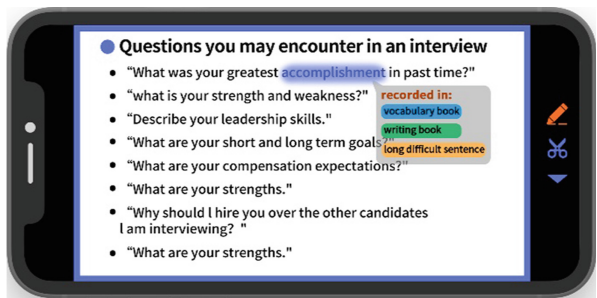 Questions you may encounter in an interview
“What was your greatest accomplishment in past time?"
“what is your strength and weakness?"
“Describe your leadership skills."
“What are your short and long term goals?"
“What are your compensation expectations?"
“What are your strengths."
“Why should l hire you over the other candidates
l am interviewing? "
“What are your strengths."
recorded in:
vocabulary book
writing book
long difficult sentence